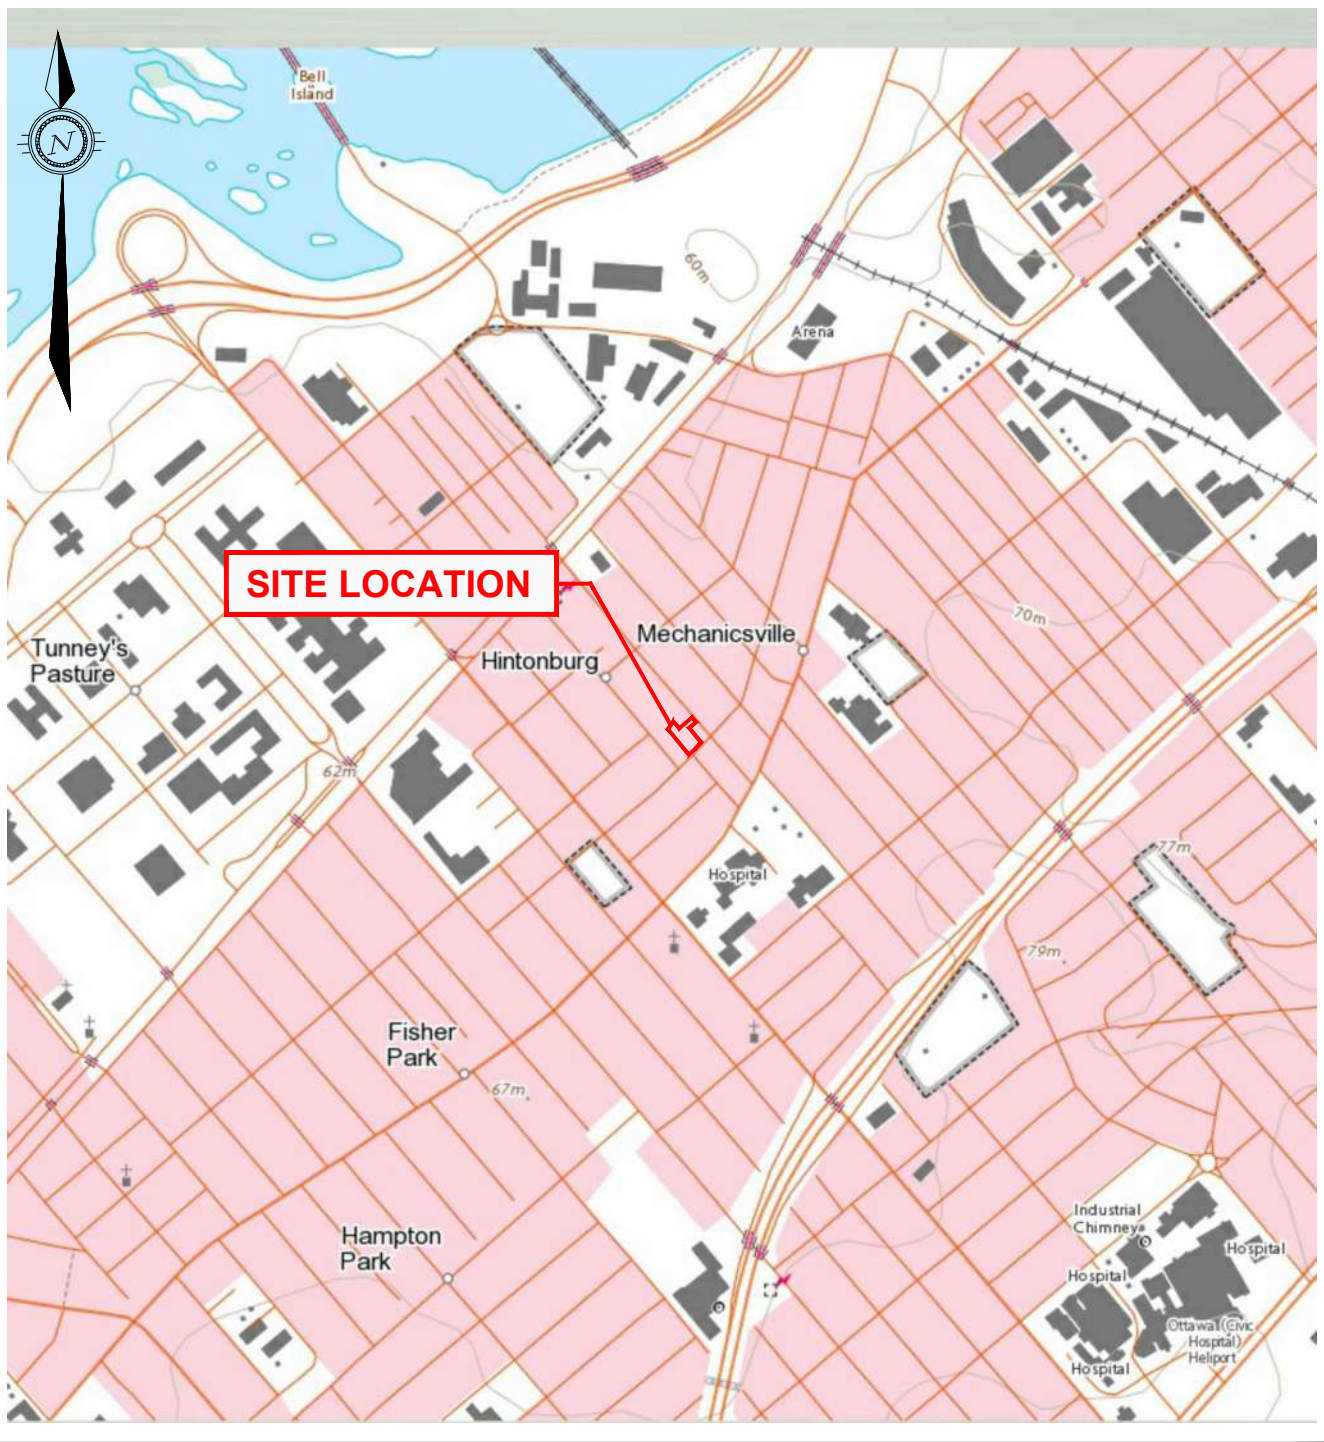 Bell
Island
N
60m
Arena
SITE LOCATION
70m
Mechanicsville
Tunney's
Pasture
Hintonburg
62m
77m
Hospital
79m
Fisher
Park
67m
Industrial
Chimney
Hampton
Park
Hospital
Hospital
Ottawa (Civic
Hospital)
Heliport
Hospital